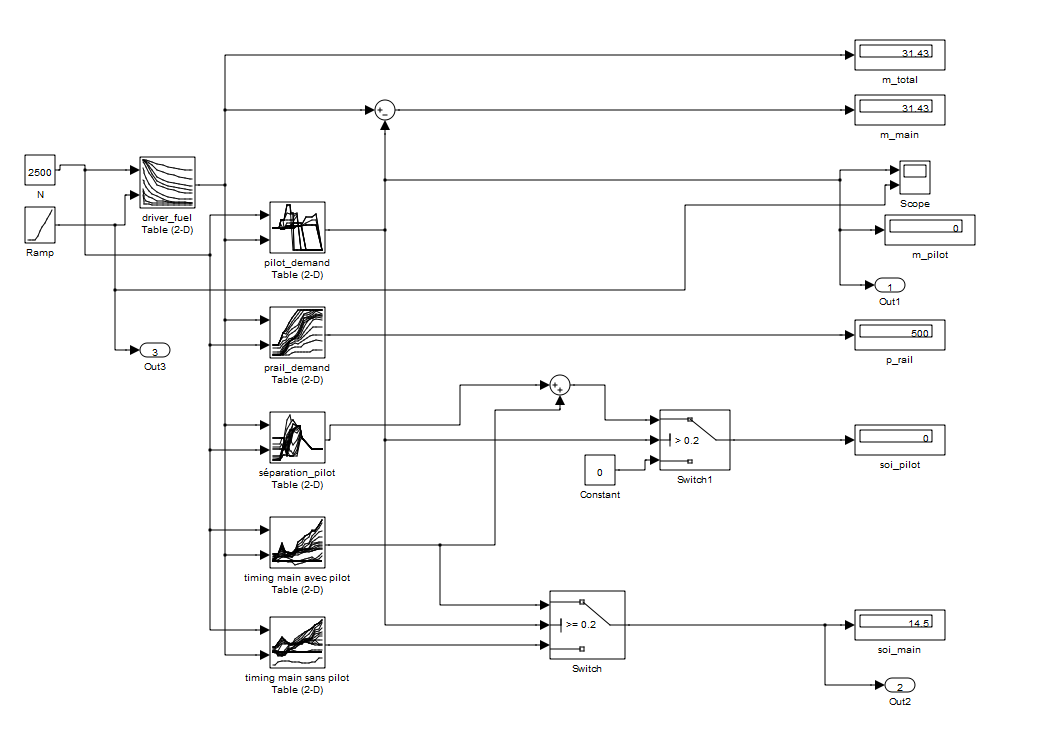 31.43
m_total
31.43
m_main
+
−
2500
N
driver_fuel
Table (2-D)
Ramp
Scope
pilot_demand
Table (2-D)
0
m_pilot
1
Out1
prail_demand
Table (2-D)
500
p_rail
3
Out3
+
+
séparation_pilot
Table (2-D)
> 0.2
Switch1
0
Constant
0
soi_pilot
timing main avec pilot
Table (2-D)
>= 0.2
Switch
14.5
soi_main
timing main sans pilot
Table (2-D)
2
Out2